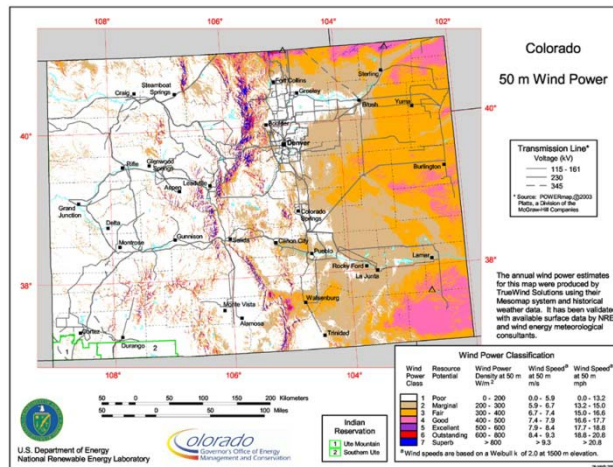 108°
106°
104°
102°
Colorado
50 m Wind Power
Transmission Line*
Voltage (kV)
115 - 161
230
345
* Source: POWERmap, ©2003
Platts, a Division of the
McGraw-Hill Companies
Steamboat
Springs
Craig
Fort Collins
Greeley
Sterling
Brush
Yuma
40°
40°
Boulder
Denver
Rifle
Glenwood
Springs
Aspen
Leadville
Burlington
Grand
Junction
Delta
Montrose
Gunnison
Salida
Colorado
Springs
Cañon City
Pueblo
Rocky Ford
La Junta
Lamar
38°
38°
Monte Vista
Alamosa
Walsenburg
Trinidad
Cortez
Durango
1
2
108°
106°
104°
The annual wind power estimates
for this map were produced by
TrueWind Solutions using their
Mesomap system and historical
weather data. It has been validated
with available surface data by NRE
and wind energy meteorological
consultants.
50 0 50 100 150 200 Kilometers
50 0 50 100 Miles
Wind Power Classification
Wind Power Class
Resource Potential
Wind Power Density at 50 m W/m²
Wind Speedª at 50 m m/s
Wind Speedª at 50 m mph
1 Poor 0 - 200 0.0 - 5.9 0.0 - 13.2
2 Marginal 200 - 300 5.9 - 6.7 13.2 - 15.0
3 Fair 300 - 400 6.7 - 7.4 15.0 - 16.6
4 Good 400 - 500 7.4 - 7.9 16.6 - 17.7
5 Excellent 500 - 600 7.9 - 8.4 17.7 - 18.8
6 Outstanding 600 - 800 8.4 - 9.3 18.8 - 20.8
7 Superb > 800 > 9.3 > 20.8
ª Wind speeds are based on a Weibull k of 2.0 at 1500 m elevation.
Indian
Reservation
1 Ute Mountain
2 Southern Ute
U.S. Department of Energy
National Renewable Energy Laboratory
Colorado
Governor's Office of Energy
Management and Conservation